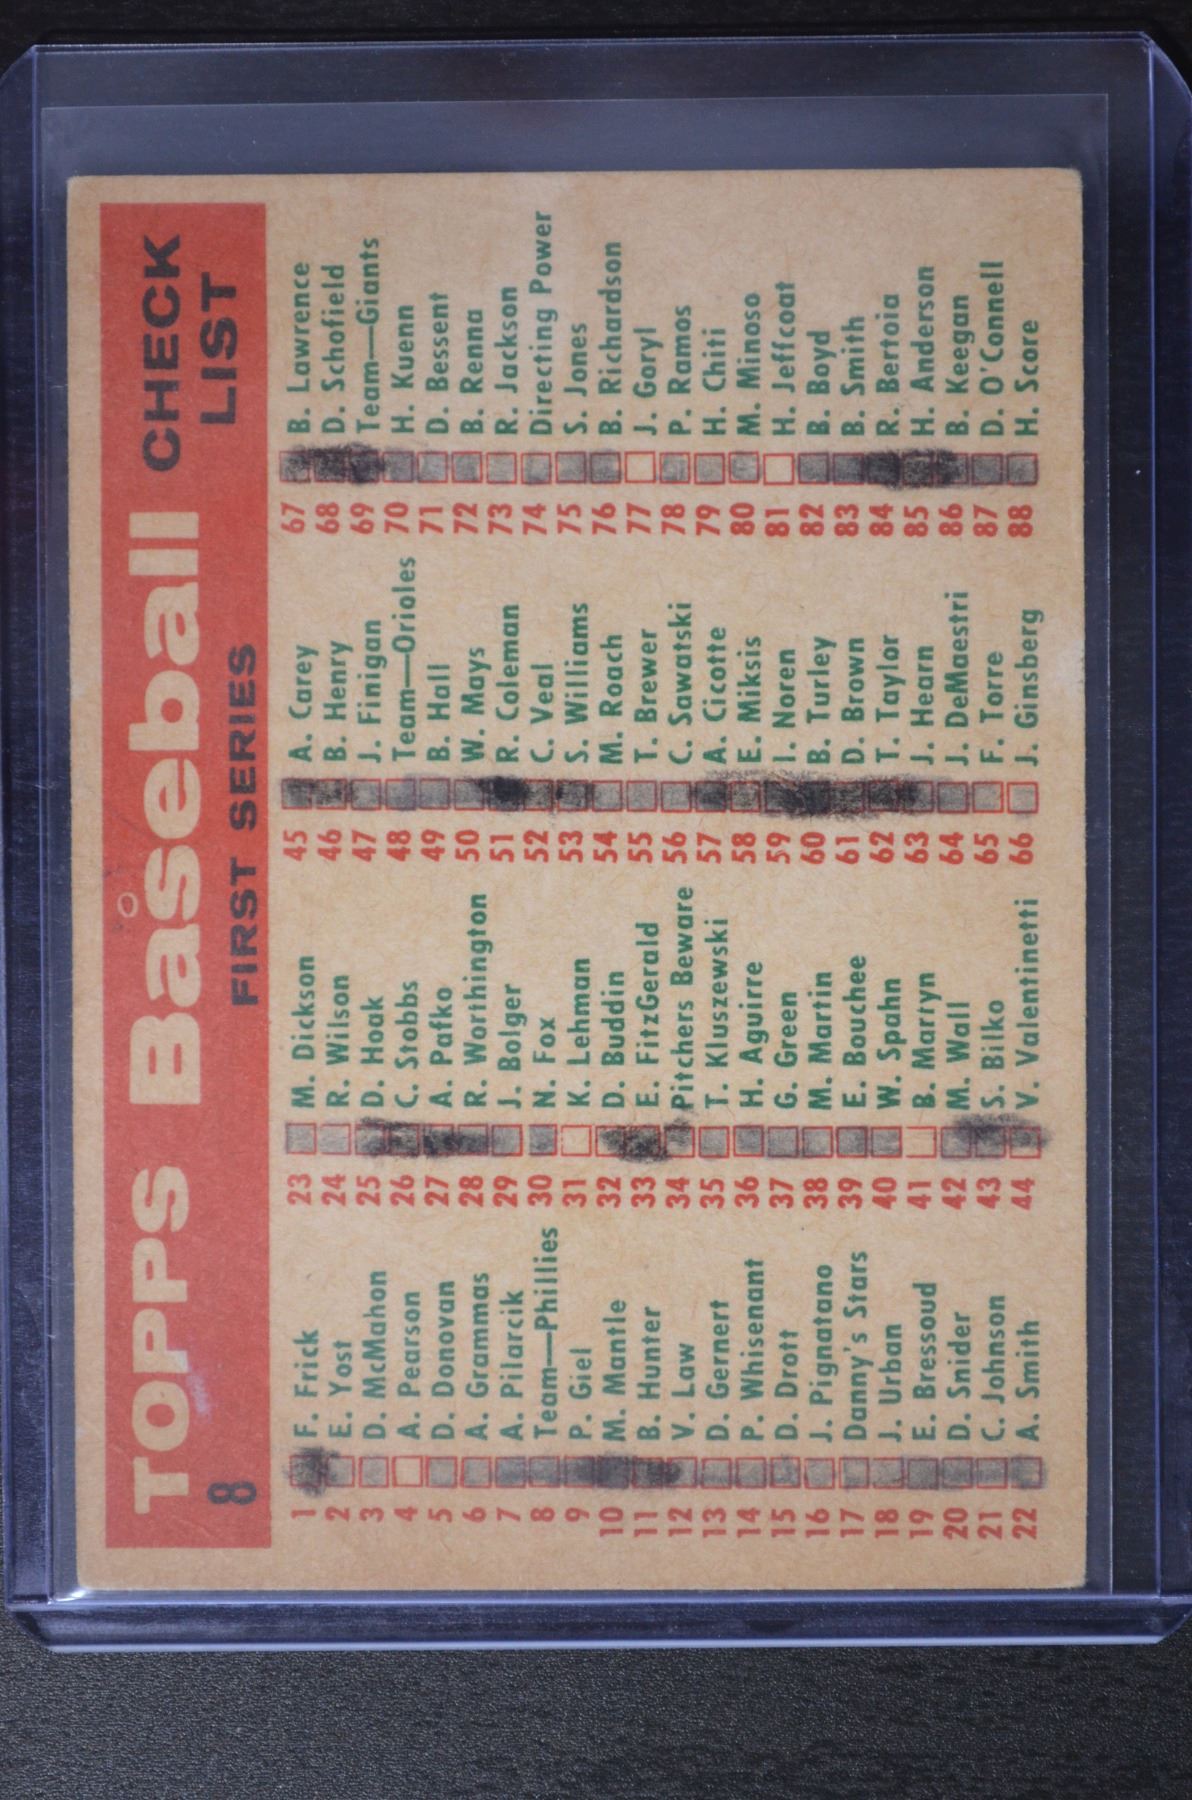 TOPPS Baseball CHECK LIST
8 FIRST SERIES
1 F. Frick
2 E. Yost
3 D. McMahon
4 A. Pearson
5 D. Donovan
6 A. Grammas
7 A. Pilarcik
8 Team—Phillies
9 P. Giel
10 M. Mantle
11 B. Hunter
12 V. Law
13 D. Gernert
14 P. Whisenant
15 D. Drott
16 J. Pignatano
17 Danny's Stars
18 J. Urban
19 E. Bressoud
20 D. Snider
21 C. Johnson
22 A. Smith
23 M. Dickson
24 R. Wilson
25 D. Hoak
26 C. Stobbs
27 A. Pafko
28 R. Worthington
29 J. Bolger
30 N. Fox
31 K. Lehman
32 D. Buddin
33 E. FitzGerald
34 Pitchers Beware
35 T. Kluszewski
36 H. Aguirre
37 G. Green
38 M. Martin
39 E. Bouchee
40 W. Spahn
41 B. Martyn
42 M. Wall
43 S. Bilko
44 V. Valentinetti
45 A. Carey
46 B. Henry
47 J. Finigan
48 Team—Orioles
49 B. Hall
50 W. Mays
51 R. Coleman
52 C. Veal
53 S. Williams
54 M. Roach
55 T. Brewer
56 C. Sawatski
57 A. Cicotte
58 E. Miksis
59 I. Noren
60 B. Turley
61 D. Brown
62 T. Taylor
63 J. Hearn
64 J. DeMaestri
65 F. Torre
66 J. Ginsberg
67 B. Lawrence
68 D. Schofield
69 Team—Giants
70 H. Kuenn
71 D. Bessent
72 B. Renna
73 R. Jackson
74 Directing Power
75 S. Jones
76 B. Richardson
77 J. Goryl
78 P. Ramos
79 H. Chiti
80 M. Minoso
81 H. Jeffcoat
82 B. Boyd
83 B. Smith
84 R. Bertoia
85 H. Anderson
86 B. Keegan
87 D. O'Connell
88 H. Score